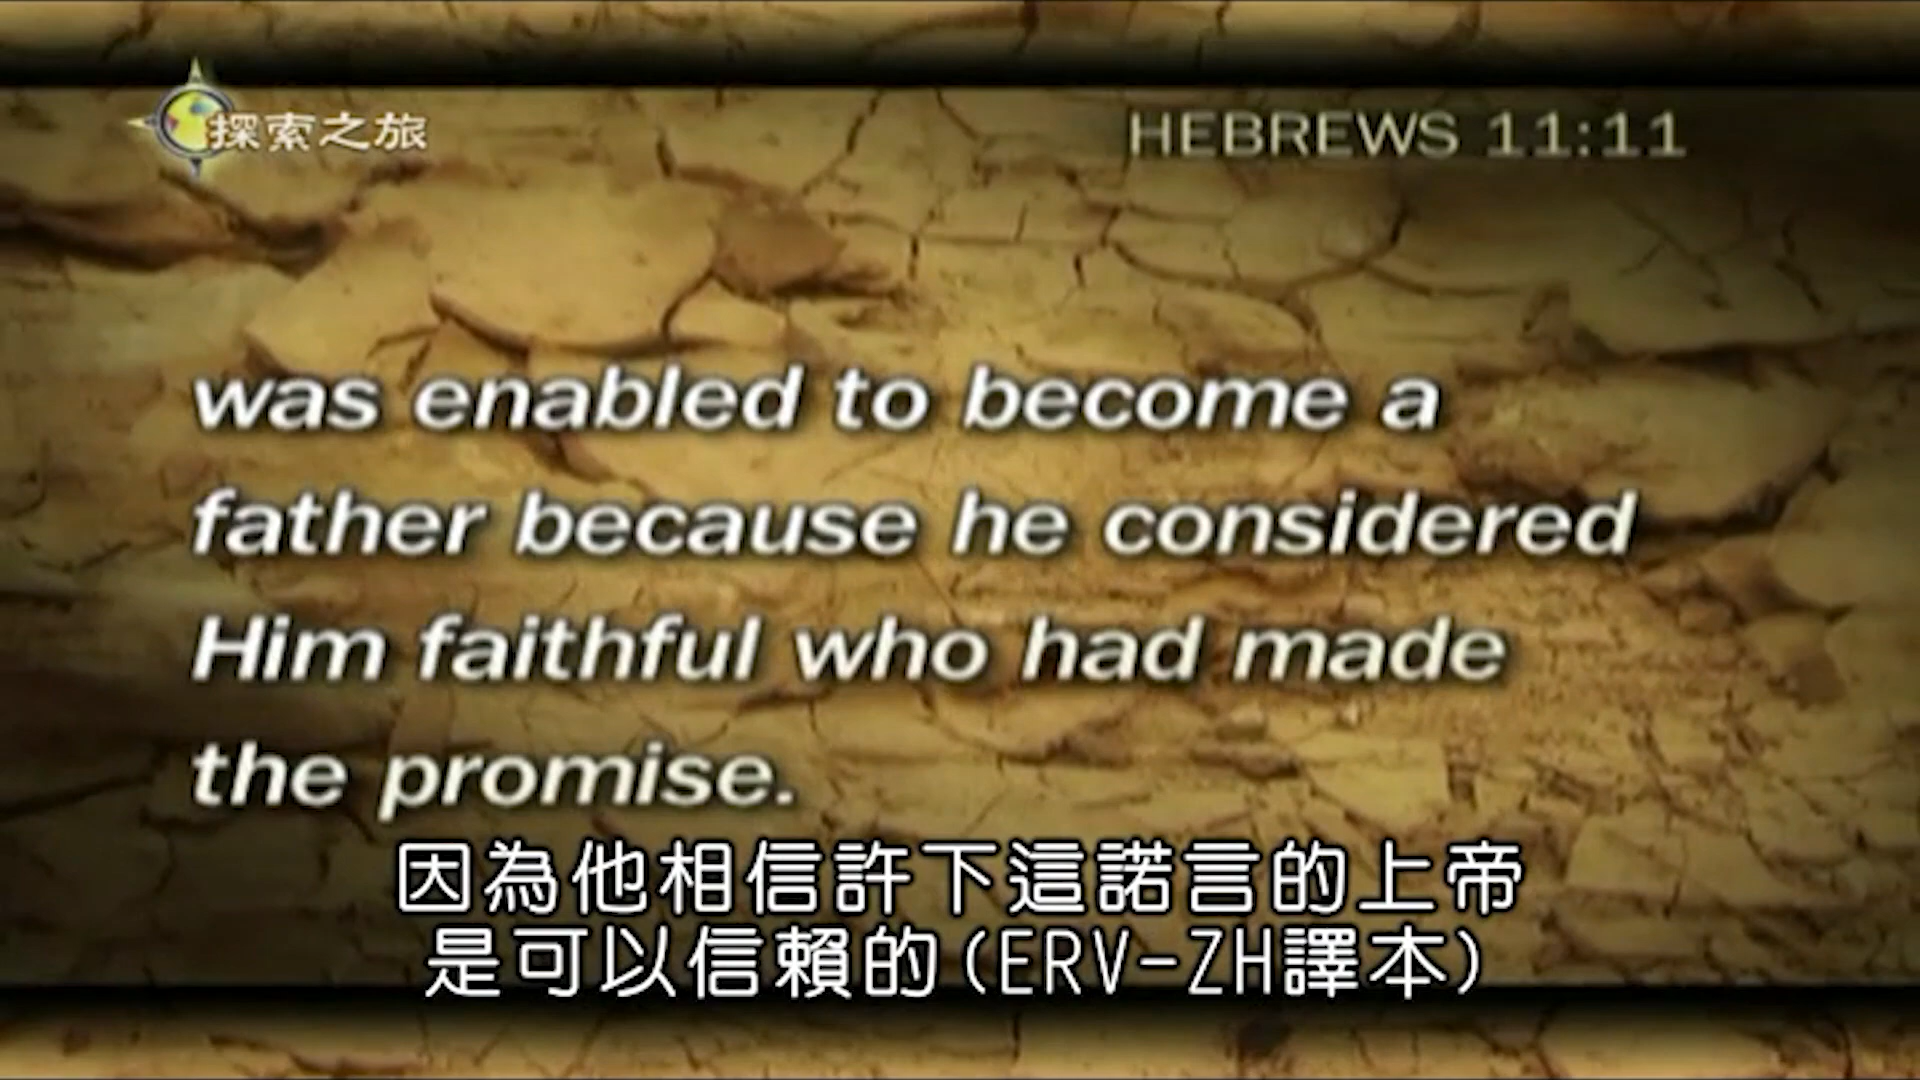 探索之旅
HEBREWS 11:11
was enabled to become a
father because he considered
Him faithful who had made
the promise.
因為他相信許下這諾言的上帝
是可以信賴的(ERV-ZH譯本)